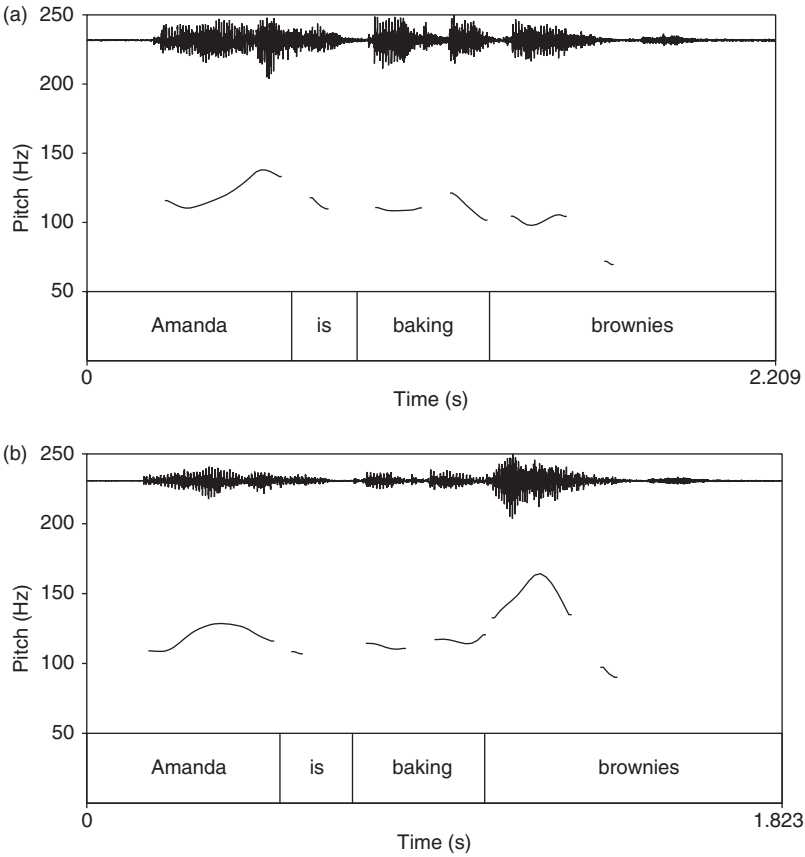 (a)
250
200
150
100
50
Pitch (Hz)
Amanda is baking brownies
0 2.209
Time (s)
(b)
250
200
150
100
50
Pitch (Hz)
Amanda is baking brownies
0 1.823
Time (s)